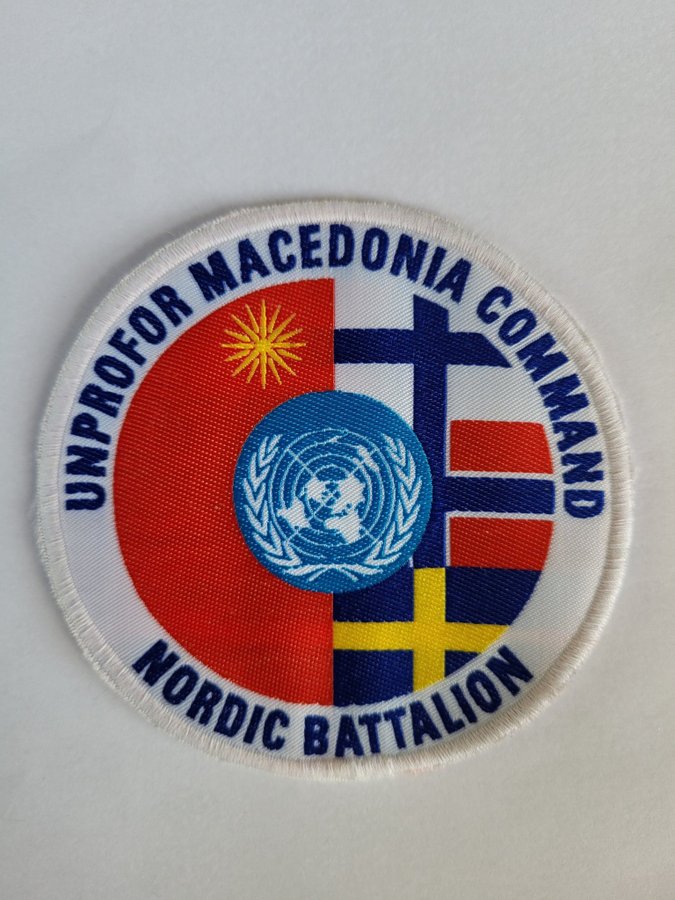 UNPROFOR MACEDONIA COMMAND
NORDIC BATTALION